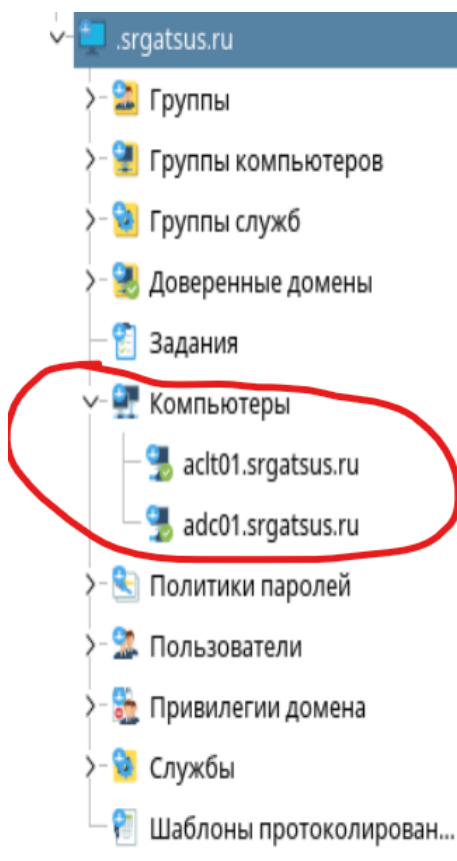 .srgatsus.ru
Группы
Группы компьютеров
Группы служб
Доверенные домены
Задания
Компьютеры
aclt01.srgatsus.ru
adc01.srgatsus.ru
Политики паролей
Пользователи
Привилегии домена
Службы
Шаблоны протоколирован...